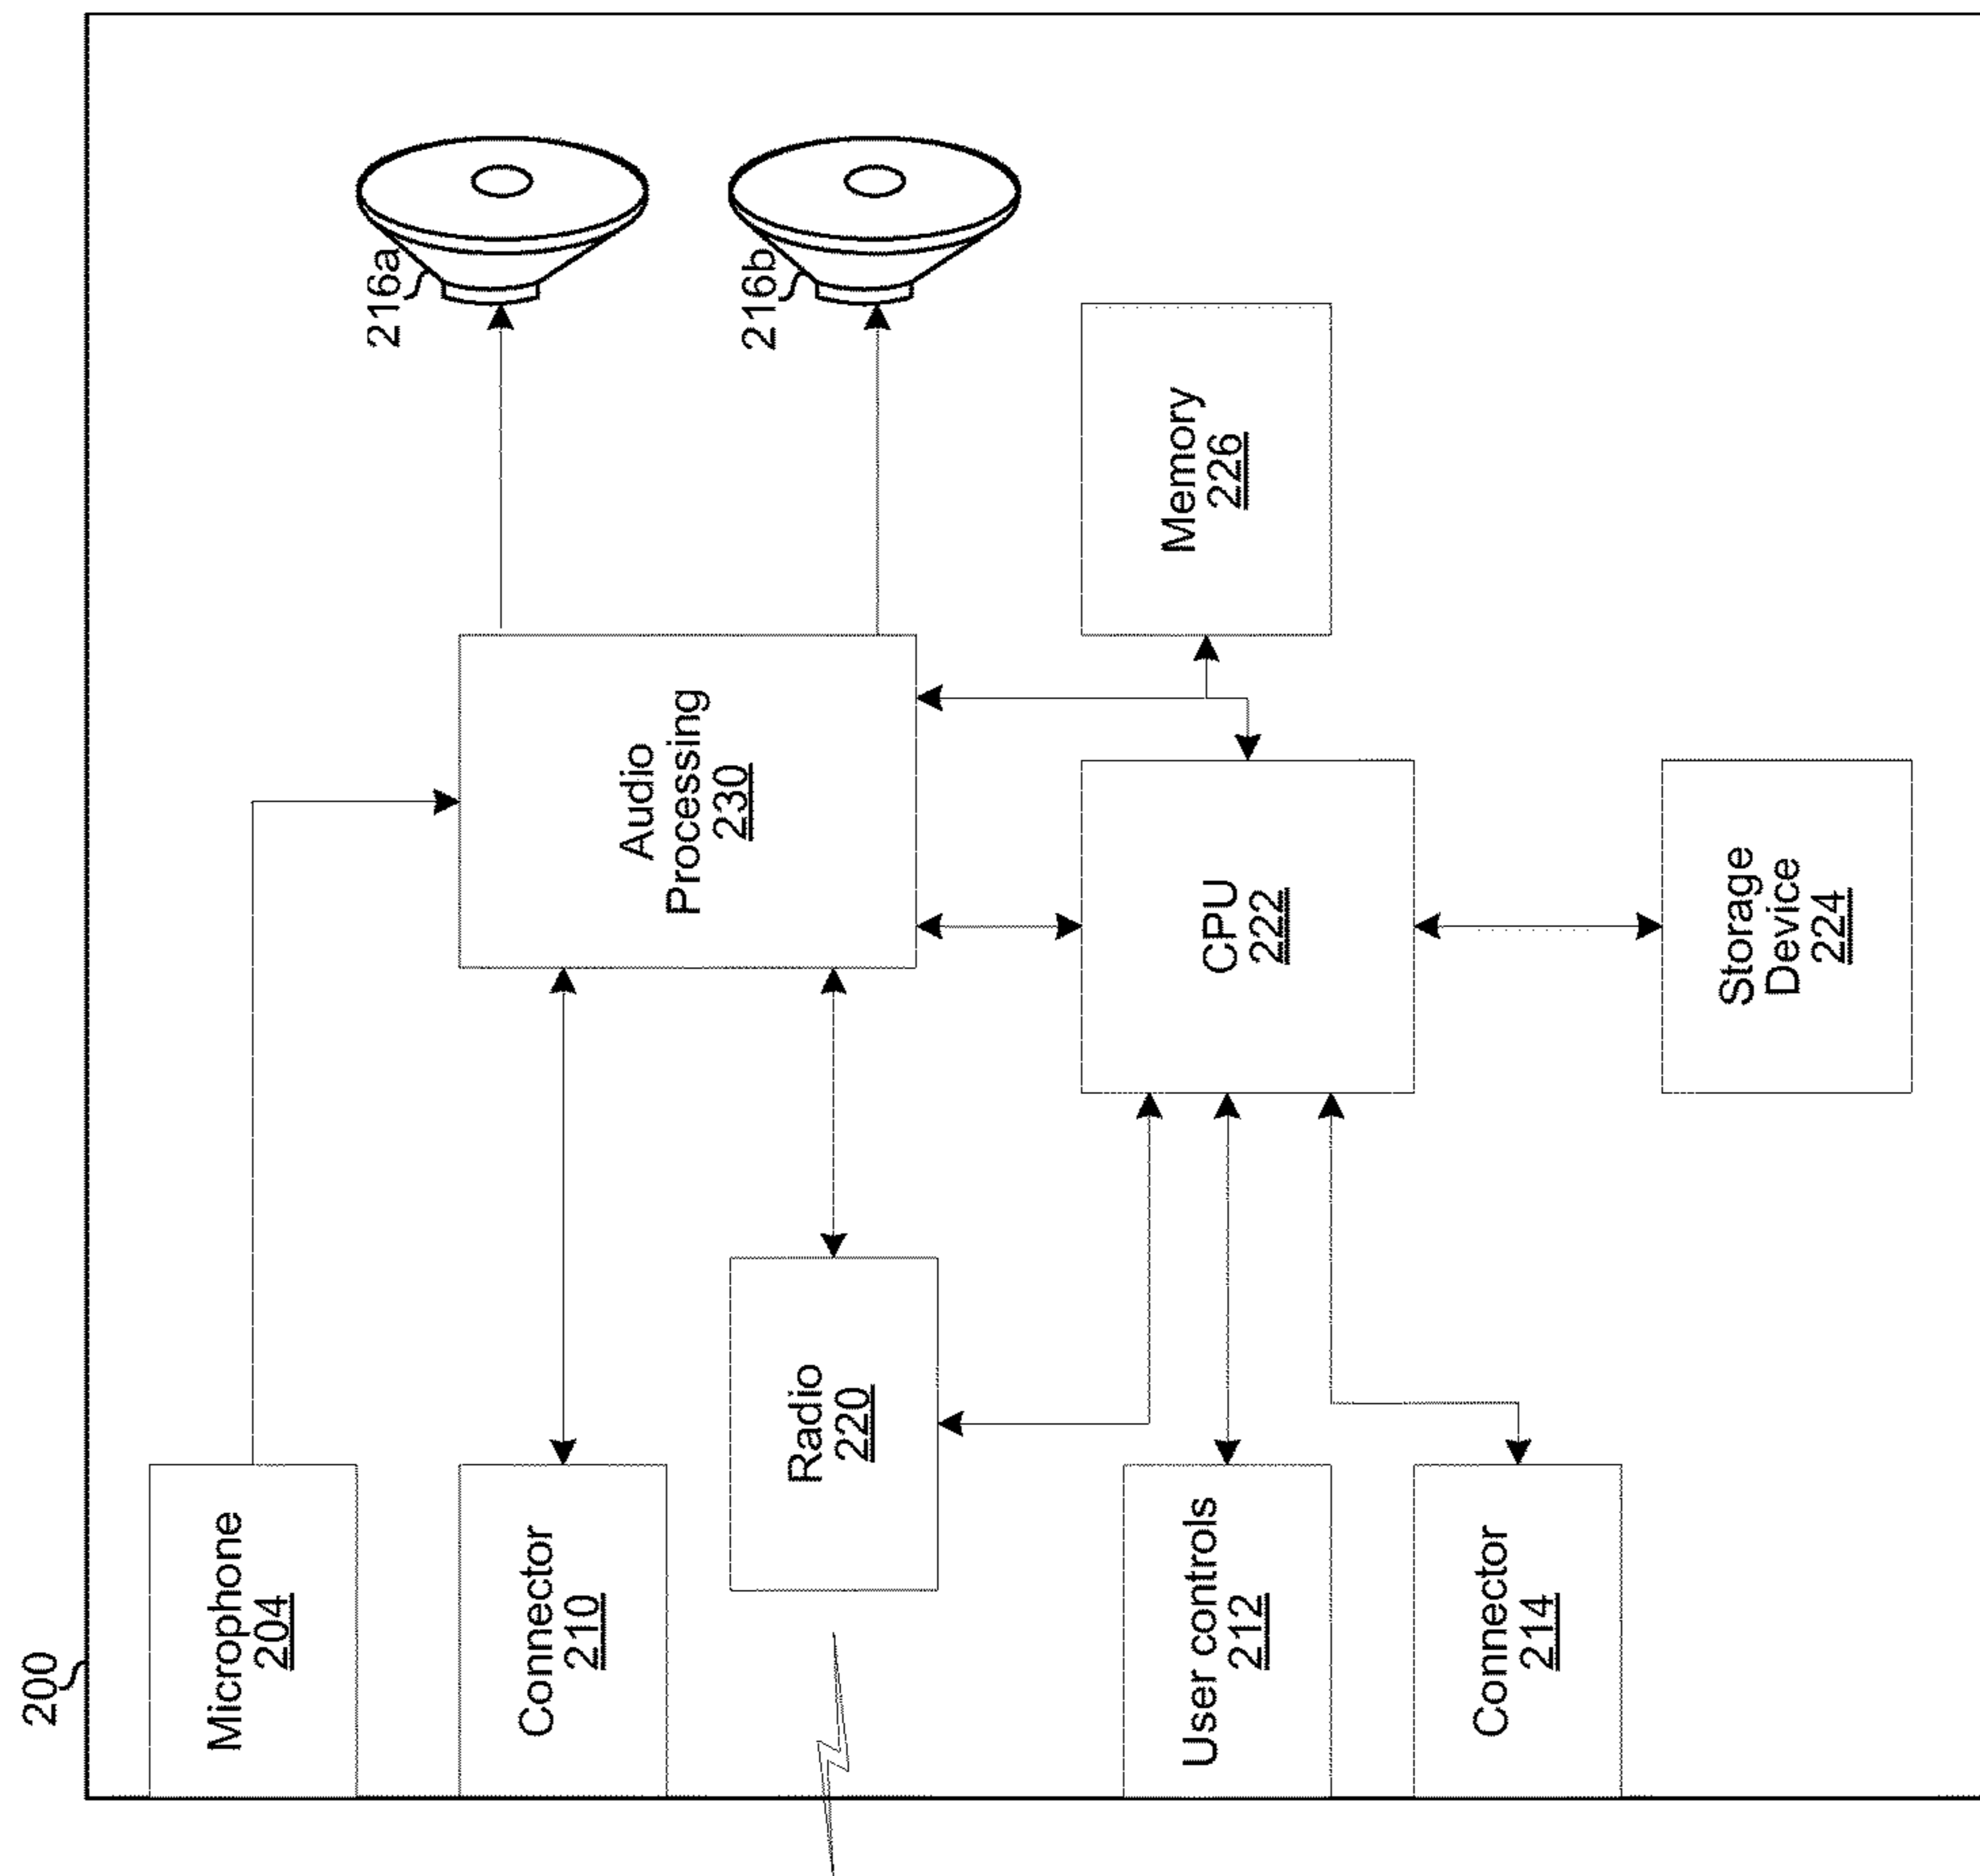 200
Microphone
204
Connector
210
Radio
220
User controls
212
Connector
214
Audio
Processing
230
CPU
222
Storage
Device
224
Memory
226
216a
216b